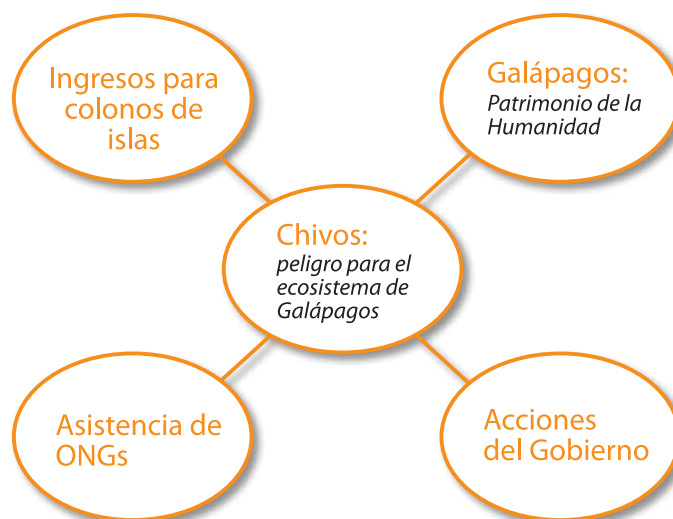 Ingresos para
colonos de
islas
Galápagos:
Patrimonio de la
Humanidad
Chivos:
peligro para el
ecosistema de
Galápagos
Asistencia de
ONGs
Acciones
del Gobierno